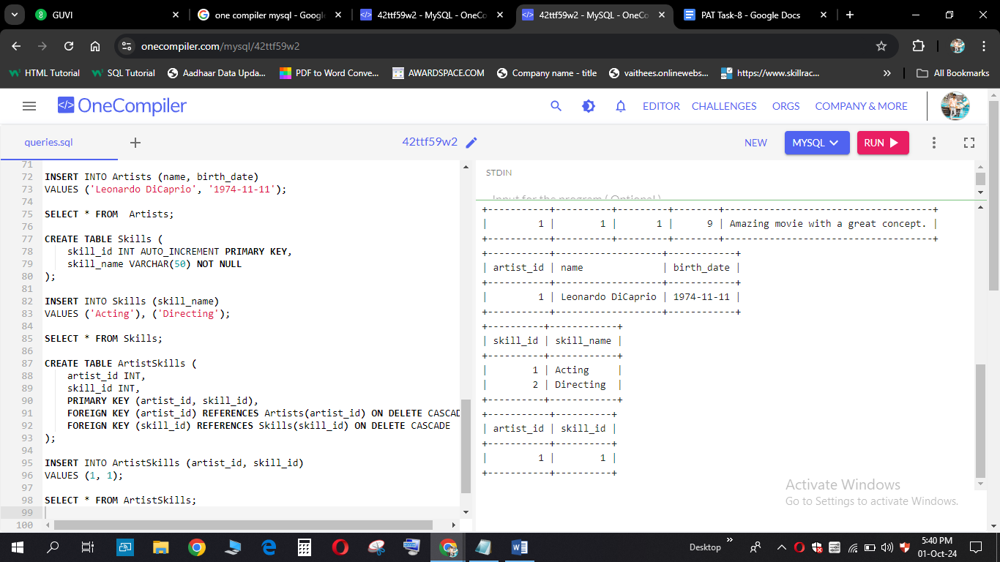 GUVI
one compiler mysql - Googl
42ttf59w2 - MySQL - OneCo
42ttf59w2 - MySQL - OneCo
PAT Task-8 - Google Docs
onecompiler.com/mysql/42ttf59w2
HTML Tutorial
SQL Tutorial
Aadhaar Data Upda...
PDF to Word Conve...
AWARDSPACE.COM
Company name - title
vaithees.onlinewebs...
https://www.skillrac...
»
All Bookmarks
</> OneCompiler
EDITOR
CHALLENGES
ORGS
COMPANY & MORE
queries.sql
+
42ttf59w2
NEW
MYSQL
RUN
71
72 INSERT INTO Artists (name, birth_date)
73 VALUES ('Leonardo DiCaprio', '1974-11-11');
74
75 SELECT * FROM  Artists;
76
77 CREATE TABLE Skills (
78     skill_id INT AUTO_INCREMENT PRIMARY KEY,
79     skill_name VARCHAR(50) NOT NULL
80 );
81
82 INSERT INTO Skills (skill_name)
83 VALUES ('Acting'), ('Directing');
84
85 SELECT * FROM Skills;
86
87 CREATE TABLE ArtistSkills (
88     artist_id INT,
89     skill_id INT,
90     PRIMARY KEY (artist_id, skill_id),
91     FOREIGN KEY (artist_id) REFERENCES Artists(artist_id) ON DELETE CASCAD
92     FOREIGN KEY (skill_id) REFERENCES Skills(skill_id) ON DELETE CASCADE
93 );
94
95 INSERT INTO ArtistSkills (artist_id, skill_id)
96 VALUES (1, 1);
97
98 SELECT * FROM ArtistSkills;
99
100
STDIN
Input for the program ( Optional )
+-----------+----------+---------+--------+-------------------------------------+
|         1 |        1 |       1 |      9 | Amazing movie with a great concept. |
+-----------+----------+---------+--------+-------------------------------------+
+-----------+-------------------+------------+
| artist_id | name              | birth_date |
+-----------+-------------------+------------+
|         1 | Leonardo DiCaprio | 1974-11-11 |
+-----------+-------------------+------------+
+----------+------------+
| skill_id | skill_name |
+----------+------------+
|        1 | Acting     |
|        2 | Directing  |
+----------+------------+
+-----------+----------+
| artist_id | skill_id |
+-----------+----------+
|         1 |        1 |
+-----------+----------+
Activate Windows
Go to Settings to activate Windows.
Desktop
»
5:40 PM
01-Oct-24